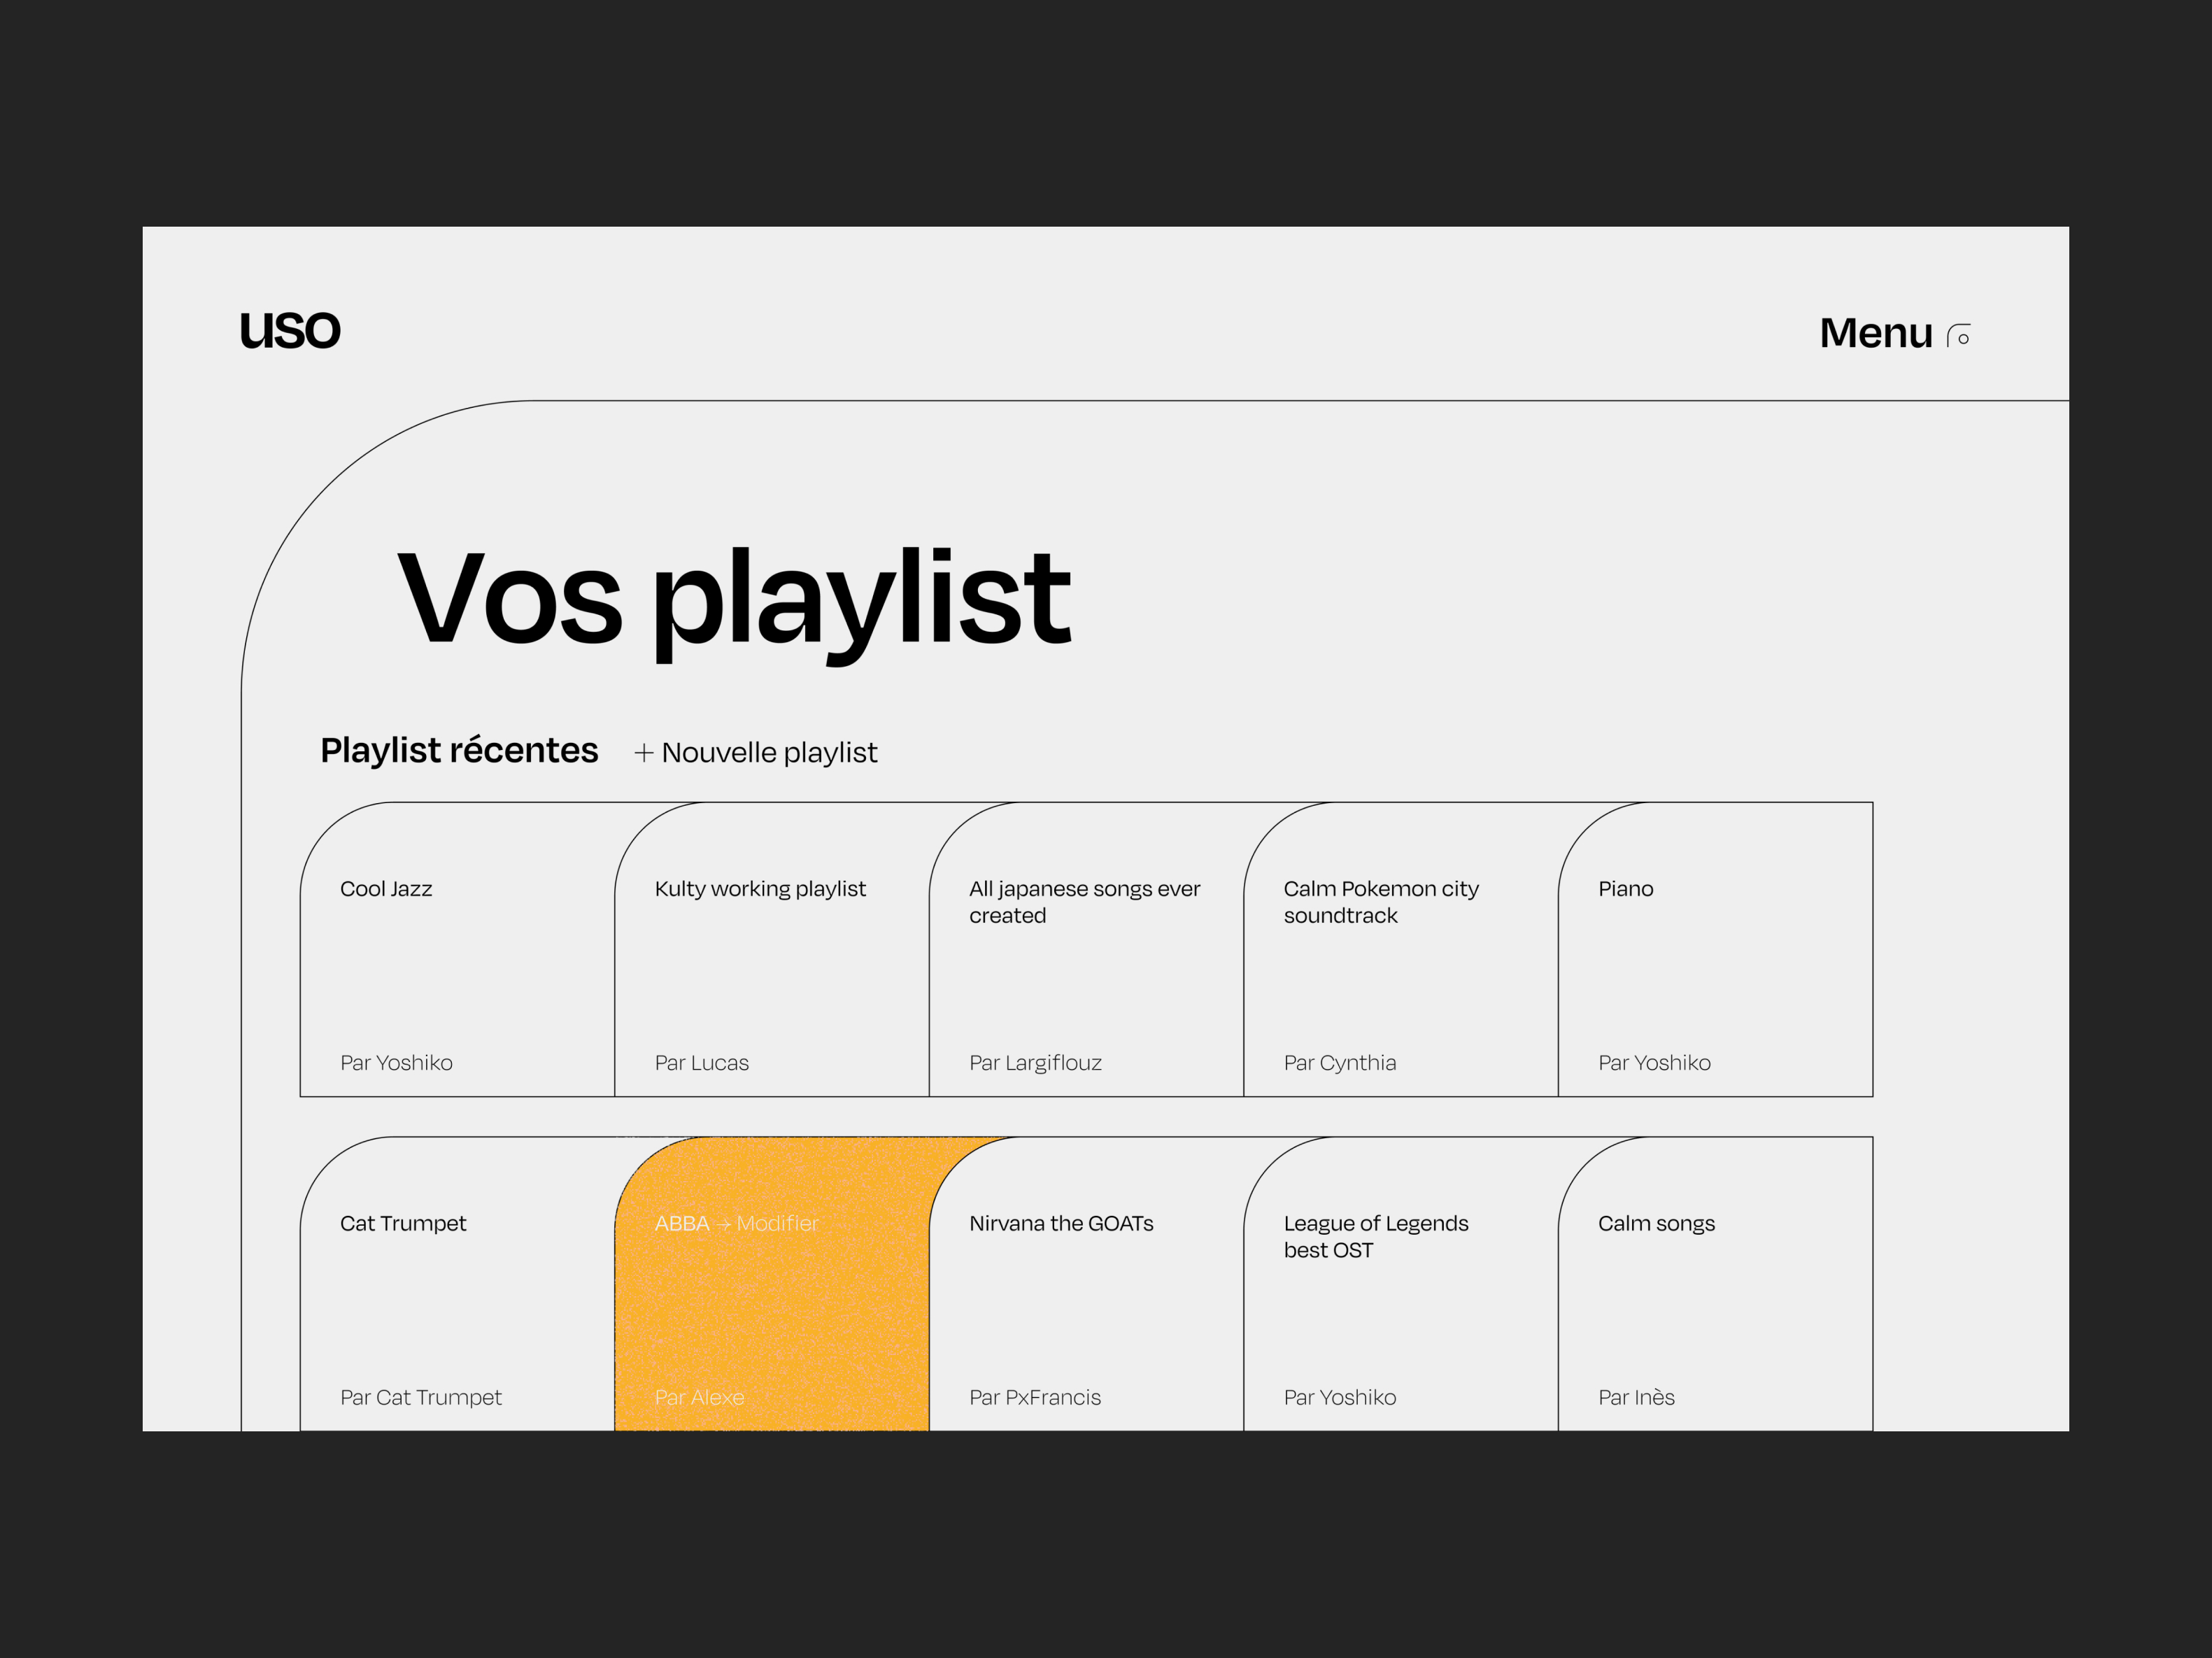 uso
Menu
Vos playlist
Playlist récentes
+ Nouvelle playlist
Cool Jazz
Par Yoshiko
Kulty working playlist
Par Lucas
All japanese songs ever
created
Par Largiflouz
Calm Pokemon city
soundtrack
Par Cynthia
Piano
Par Yoshiko
Cat Trumpet
Par Cat Trumpet
ABBA → Modifier
Par Alexe
Nirvana the GOATs
Par PxFrancis
League of Legends
best OST
Par Yoshiko
Calm songs
Par Inès